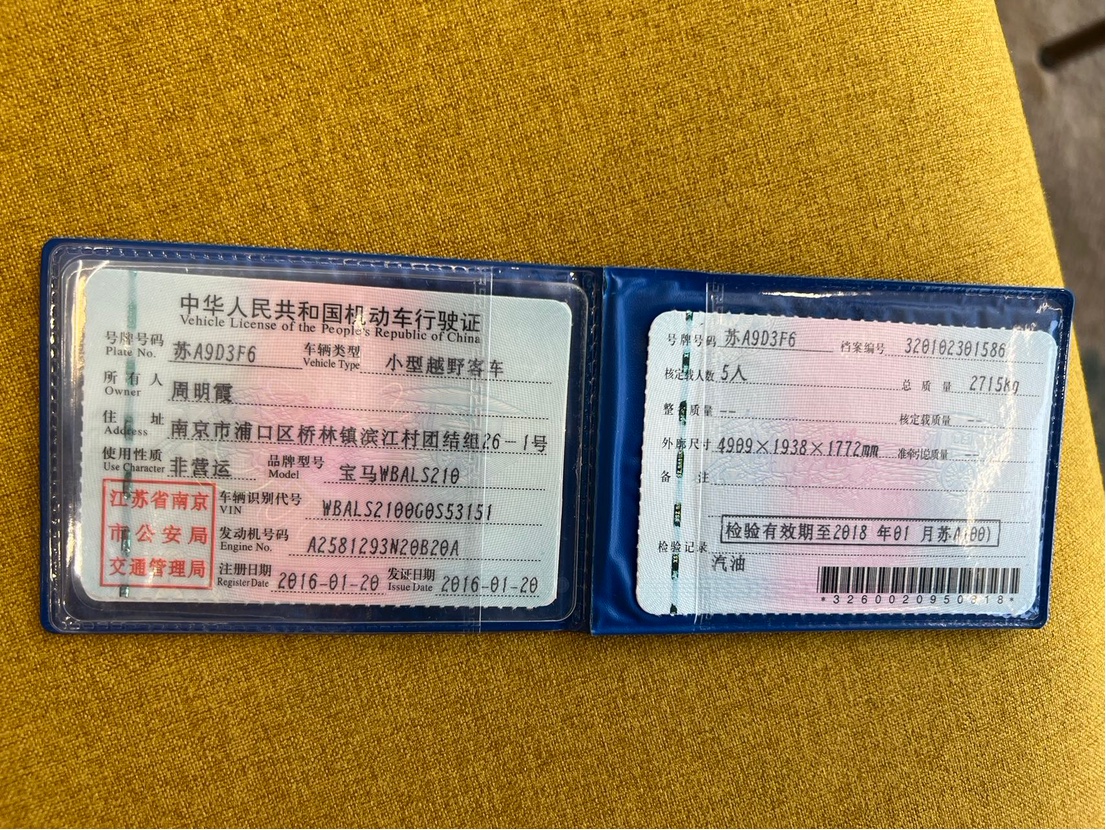 中华人民共和国机动车行驶证
Vehicle License of the People's Republic of China
号牌号码 Plate No. 苏A9D3F6 车辆类型 Vehicle Type 小型越野客车
所有人 Owner 周明霞
住址 Address 南京市浦口区桥林镇滨江村团结组26-1号
使用性质 Use Character 非营运 品牌型号 Model 宝马WBALS210
江苏省南京
市公安局
交通管理局
车辆识别代号 VIN WBALS2100G0S53151
发动机号码 Engine No. A2581293N20B20A
注册日期 Register Date 2016-01-20 发证日期 Issue Date 2016-01-20
号牌号码 苏A9D3F6 档案编号 320102301586
核定载人数 5人 总质量 2715Kg
整备质量 -- 核定载质量 --
外廓尺寸 4909×1938×1772mm 准牵引总质量 --
备注
检验有效期至2018 年01 月苏A(00)
检验记录
汽油
*3260020950818*